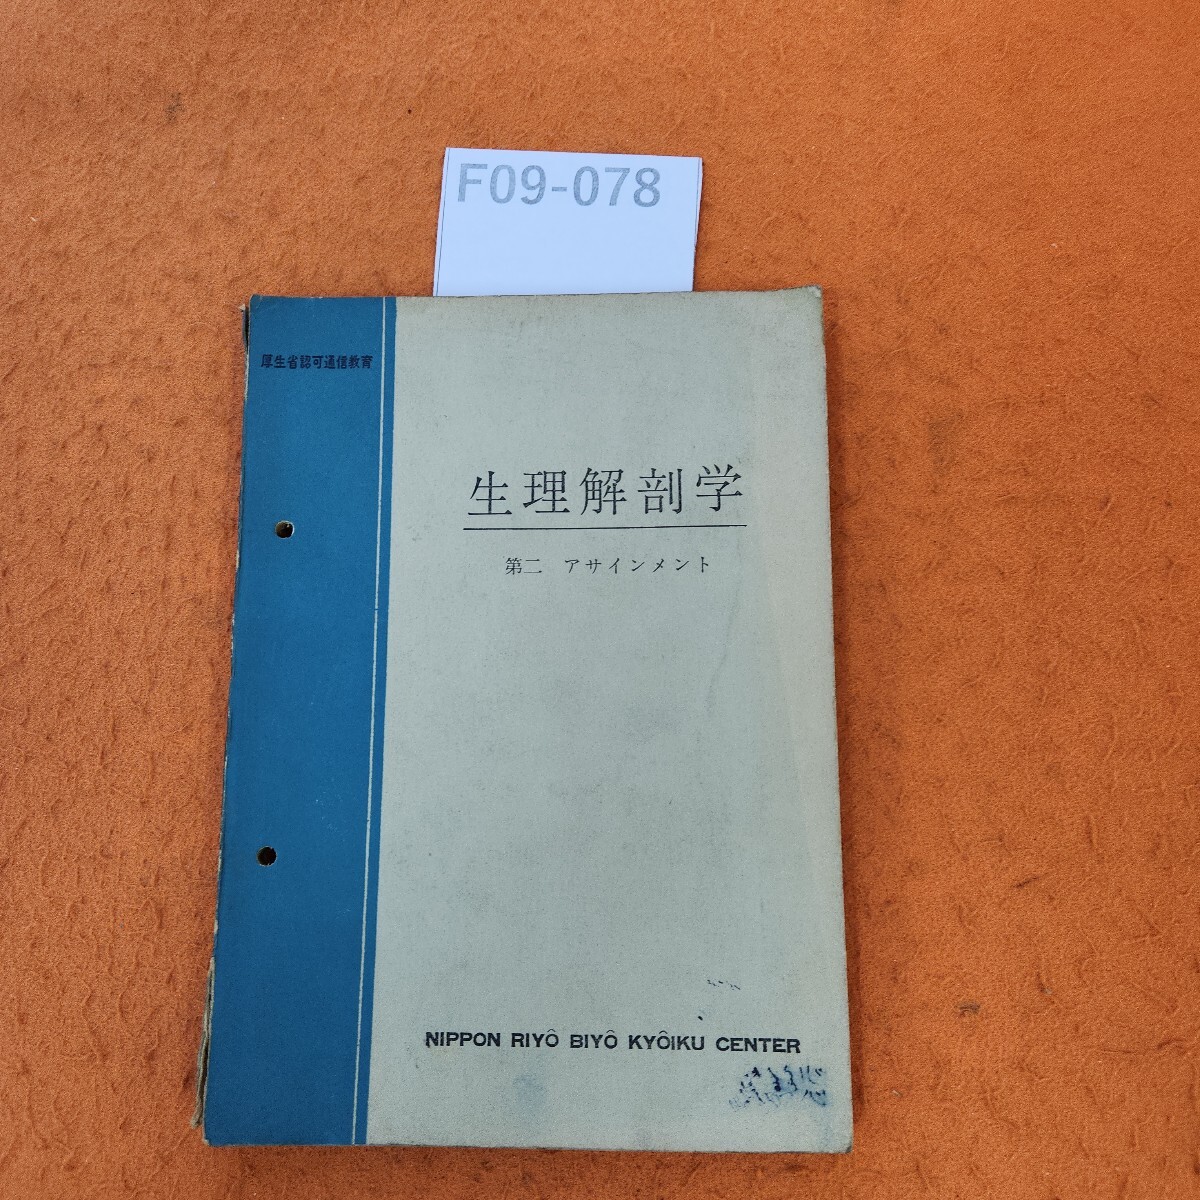 F09-078
厚生省認可通信教育
生理解剖学
第二 アサインメント
NIPPON RIYÔ BIYÔ KYÔIKU CENTER